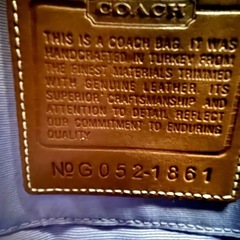 COACH
THIS IS A COACH BAG. IT WAS
HANDCRAFTED IN TURKEY FROM
THE FINEST MATERIALS TRIMMED
WITH GENUINE LEATHER. ITS
SUPERIOR CRAFTSMANSHIP AND
ATTENTION TO DETAIL REFLECT
OUR COMMITMENT TO ENDURING
QUALITY
NºG052-1861